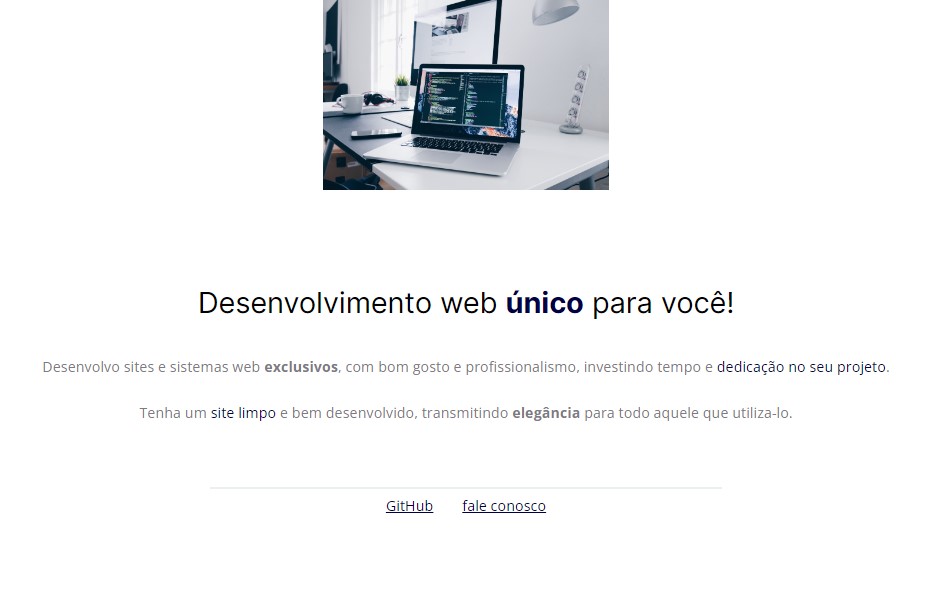 Desenvolvimento web único para você!
Desenvolvo sites e sistemas web exclusivos, com bom gosto e profissionalismo, investindo tempo e dedicação no seu projeto.
Tenha um site limpo e bem desenvolvido, transmitindo elegância para todo aquele que utiliza-lo.
GitHub fale conosco